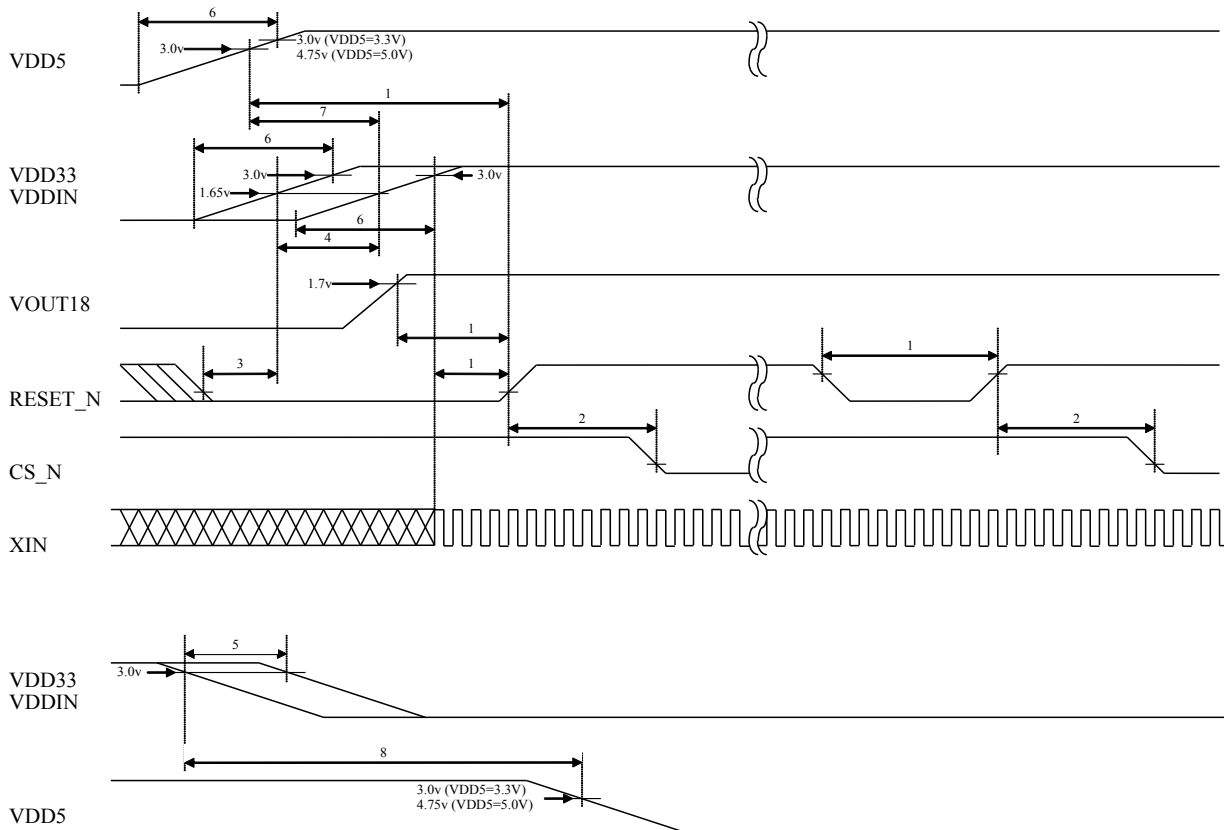 6
3.0v
3.0v (VDD5=3.3V)
4.75v (VDD5=5.0V)
VDD5
1
7
6
VDD33
VDDIN
3.0v
3.0v
1.65v
6
4
1.7v
VOUT18
1
3
1
1
RESET_N
2
2
CS_N
XIN
5
3.0v
VDD33
VDDIN
8
3.0v (VDD5=3.3V)
4.75v (VDD5=5.0V)
VDD5